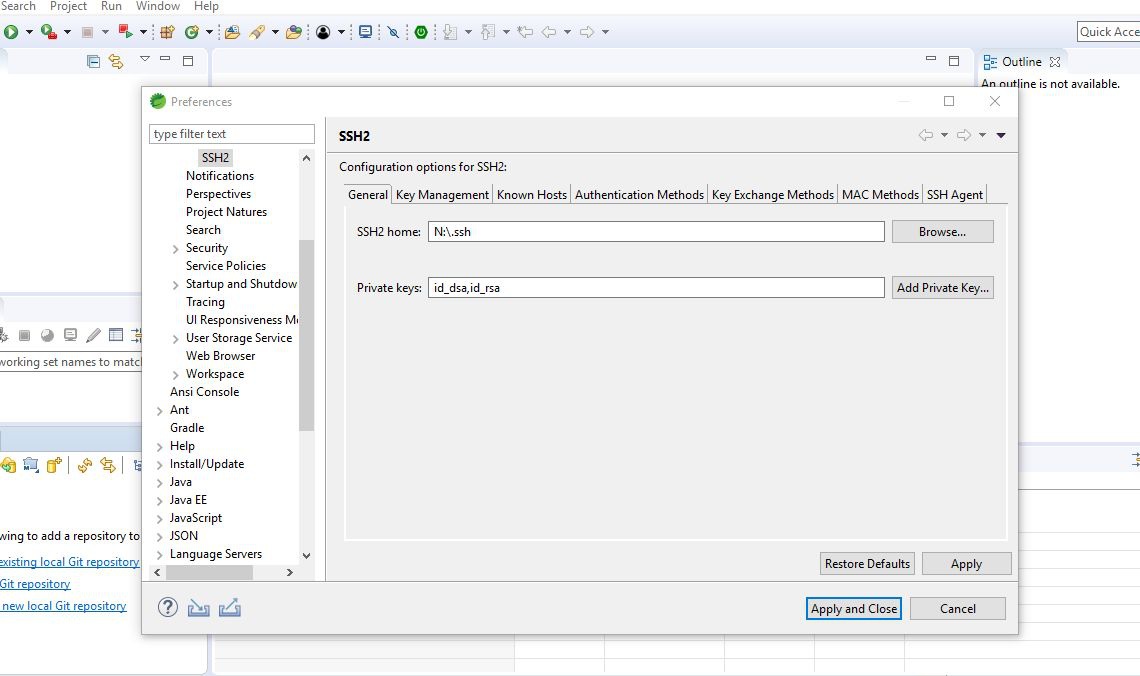 Search Project Run Window Help
Quick Acce
Outline
An outline is not available.
Preferences
type filter text
SSH2
Notifications
Perspectives
Project Natures
Search
Security
Service Policies
Startup and Shutdow
Tracing
UI Responsiveness Mo
User Storage Service
Web Browser
Workspace
Ansi Console
Ant
Gradle
Help
Install/Update
Java
Java EE
JavaScript
JSON
Language Servers
SSH2
Configuration options for SSH2:
General Key Management Known Hosts Authentication Methods Key Exchange Methods MAC Methods SSH Agent
SSH2 home: N:\.ssh Browse...
Private keys: id_dsa,id_rsa Add Private Key...
Restore Defaults Apply
Apply and Close Cancel
working set names to matc
wing to add a repository to
existing local Git repository
Git repository
new local Git repository